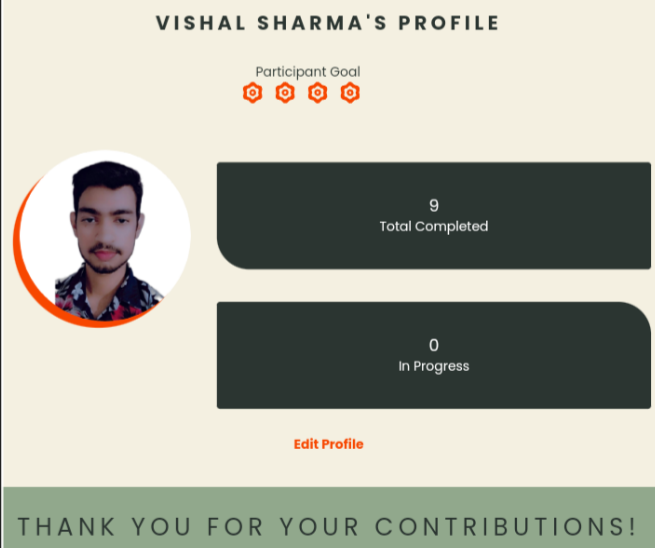 VISHAL SHARMA'S PROFILE
Participant Goal
9
Total Completed
0
In Progress
Edit Profile
THANK YOU FOR YOUR CONTRIBUTIONS!